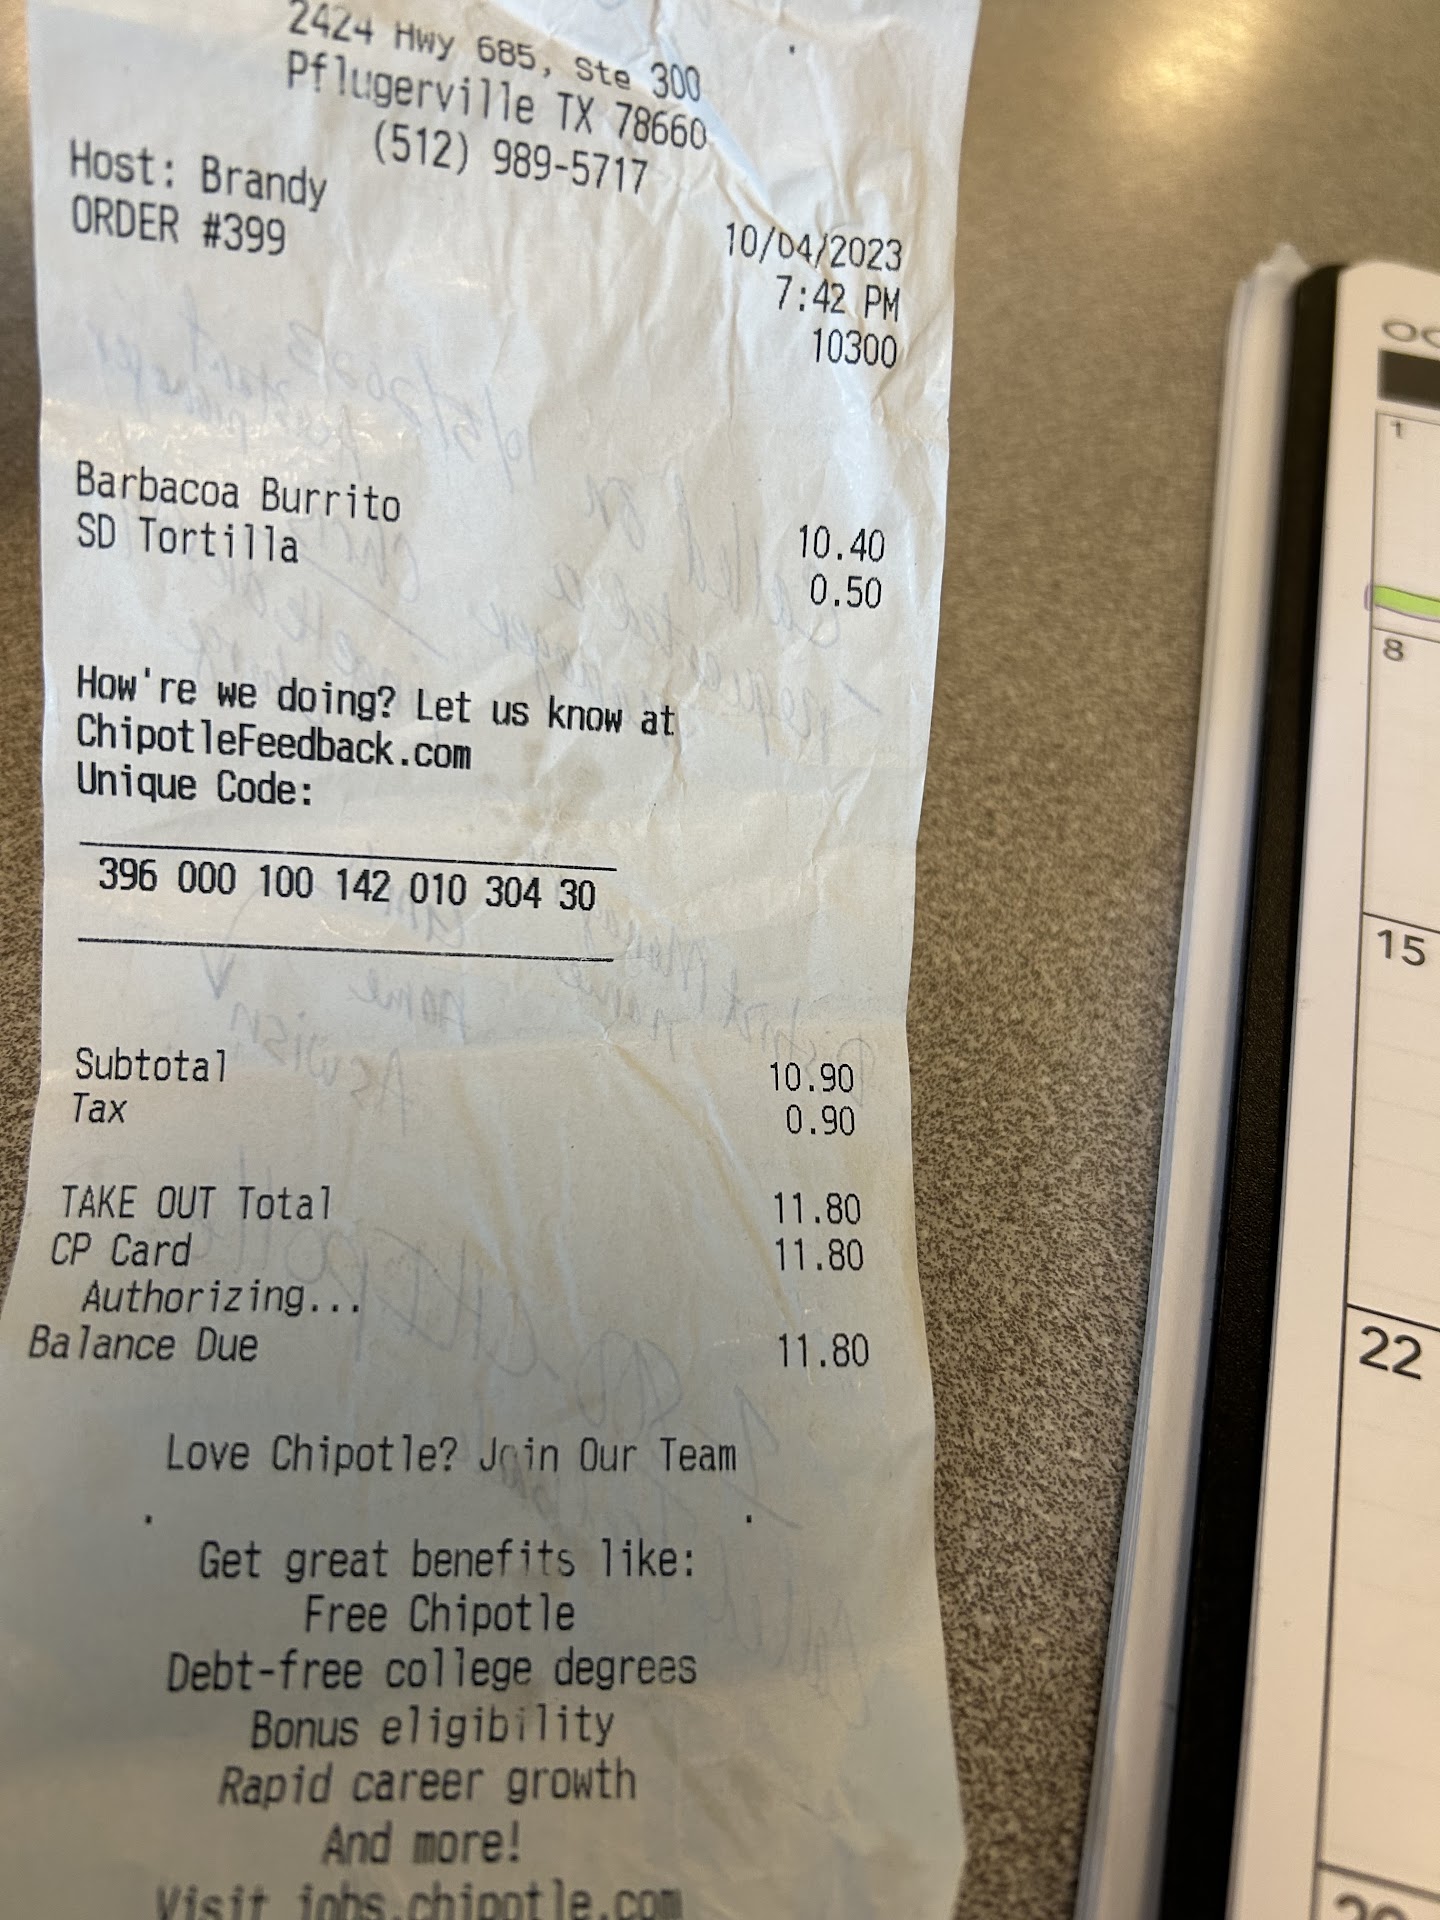 2424 Hwy 685, Ste 300
Pflugerville TX 78660
(512) 989-5717
Host: Brandy
ORDER #399
10/04/2023
7:42 PM
10300
Barbacoa Burrito 10.40
SD Tortilla 0.50
How're we doing? Let us know at
ChipotleFeedback.com
Unique Code:
396 000 100 142 010 304 30
Subtotal 10.90
Tax 0.90
TAKE OUT Total 11.80
CP Card 11.80
Authorizing...
Balance Due 11.80
Love Chipotle? Join Our Team
Get great benefits like:
Free Chipotle
Debt-free college degrees
Bonus eligibility
Rapid career growth
And more!
Visit jobs.chipotle.com
1
8
15
22
29